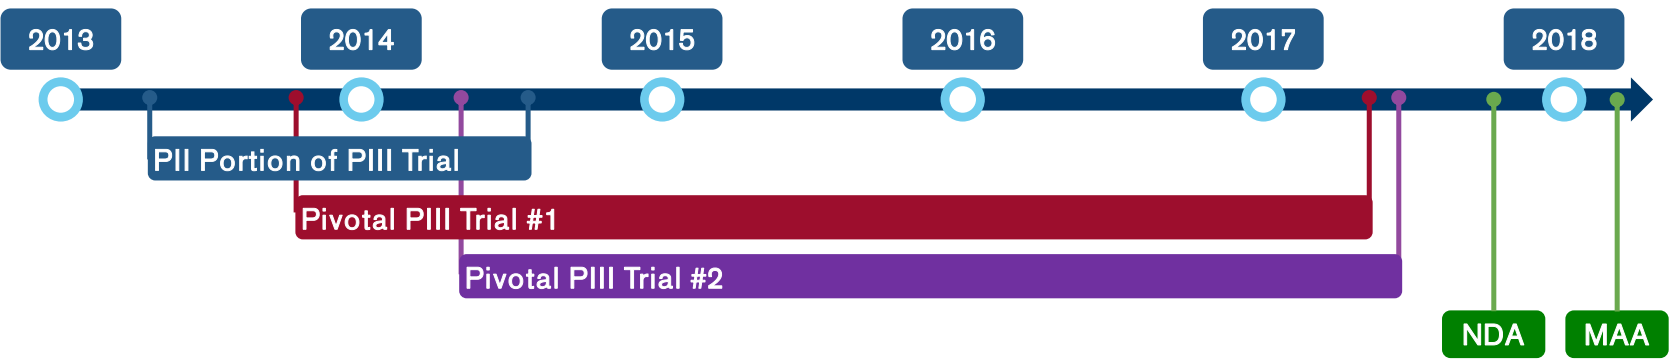 2013
2014
2015
2016
2017
2018
PII Portion of PIII Trial
Pivotal PIII Trial #1
Pivotal PIII Trial #2
NDA
MAA